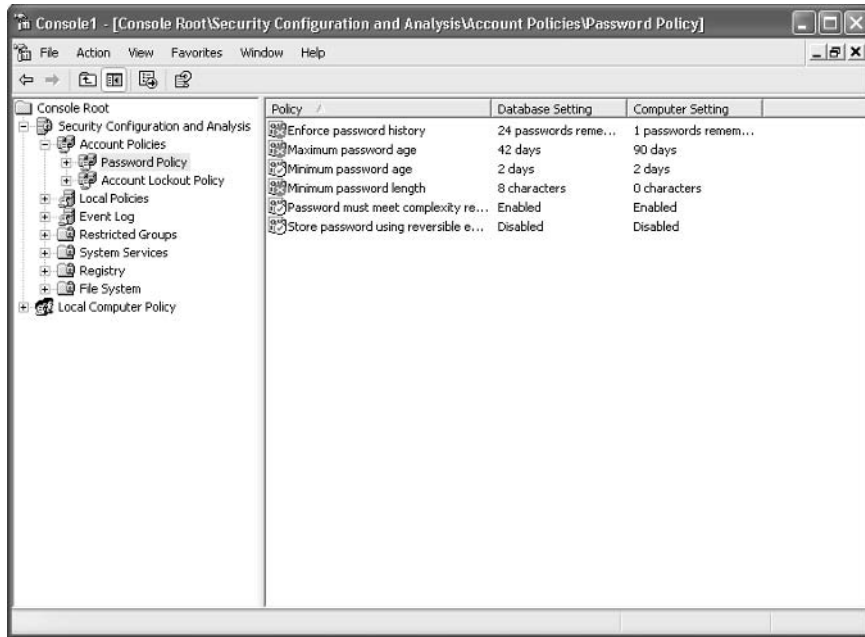 Console1 - [Console Root\Security Configuration and Analysis\Account Policies\Password Policy]
File Action View Favorites Window Help
Console Root
Security Configuration and Analysis
Account Policies
Password Policy
Account Lockout Policy
Local Policies
Event Log
Restricted Groups
System Services
Registry
File System
Local Computer Policy
Policy Database Setting Computer Setting
Enforce password history 24 passwords reme... 1 passwords remem...
Maximum password age 42 days 90 days
Minimum password age 2 days 2 days
Minimum password length 8 characters 0 characters
Password must meet complexity re... Enabled Enabled
Store password using reversible e... Disabled Disabled